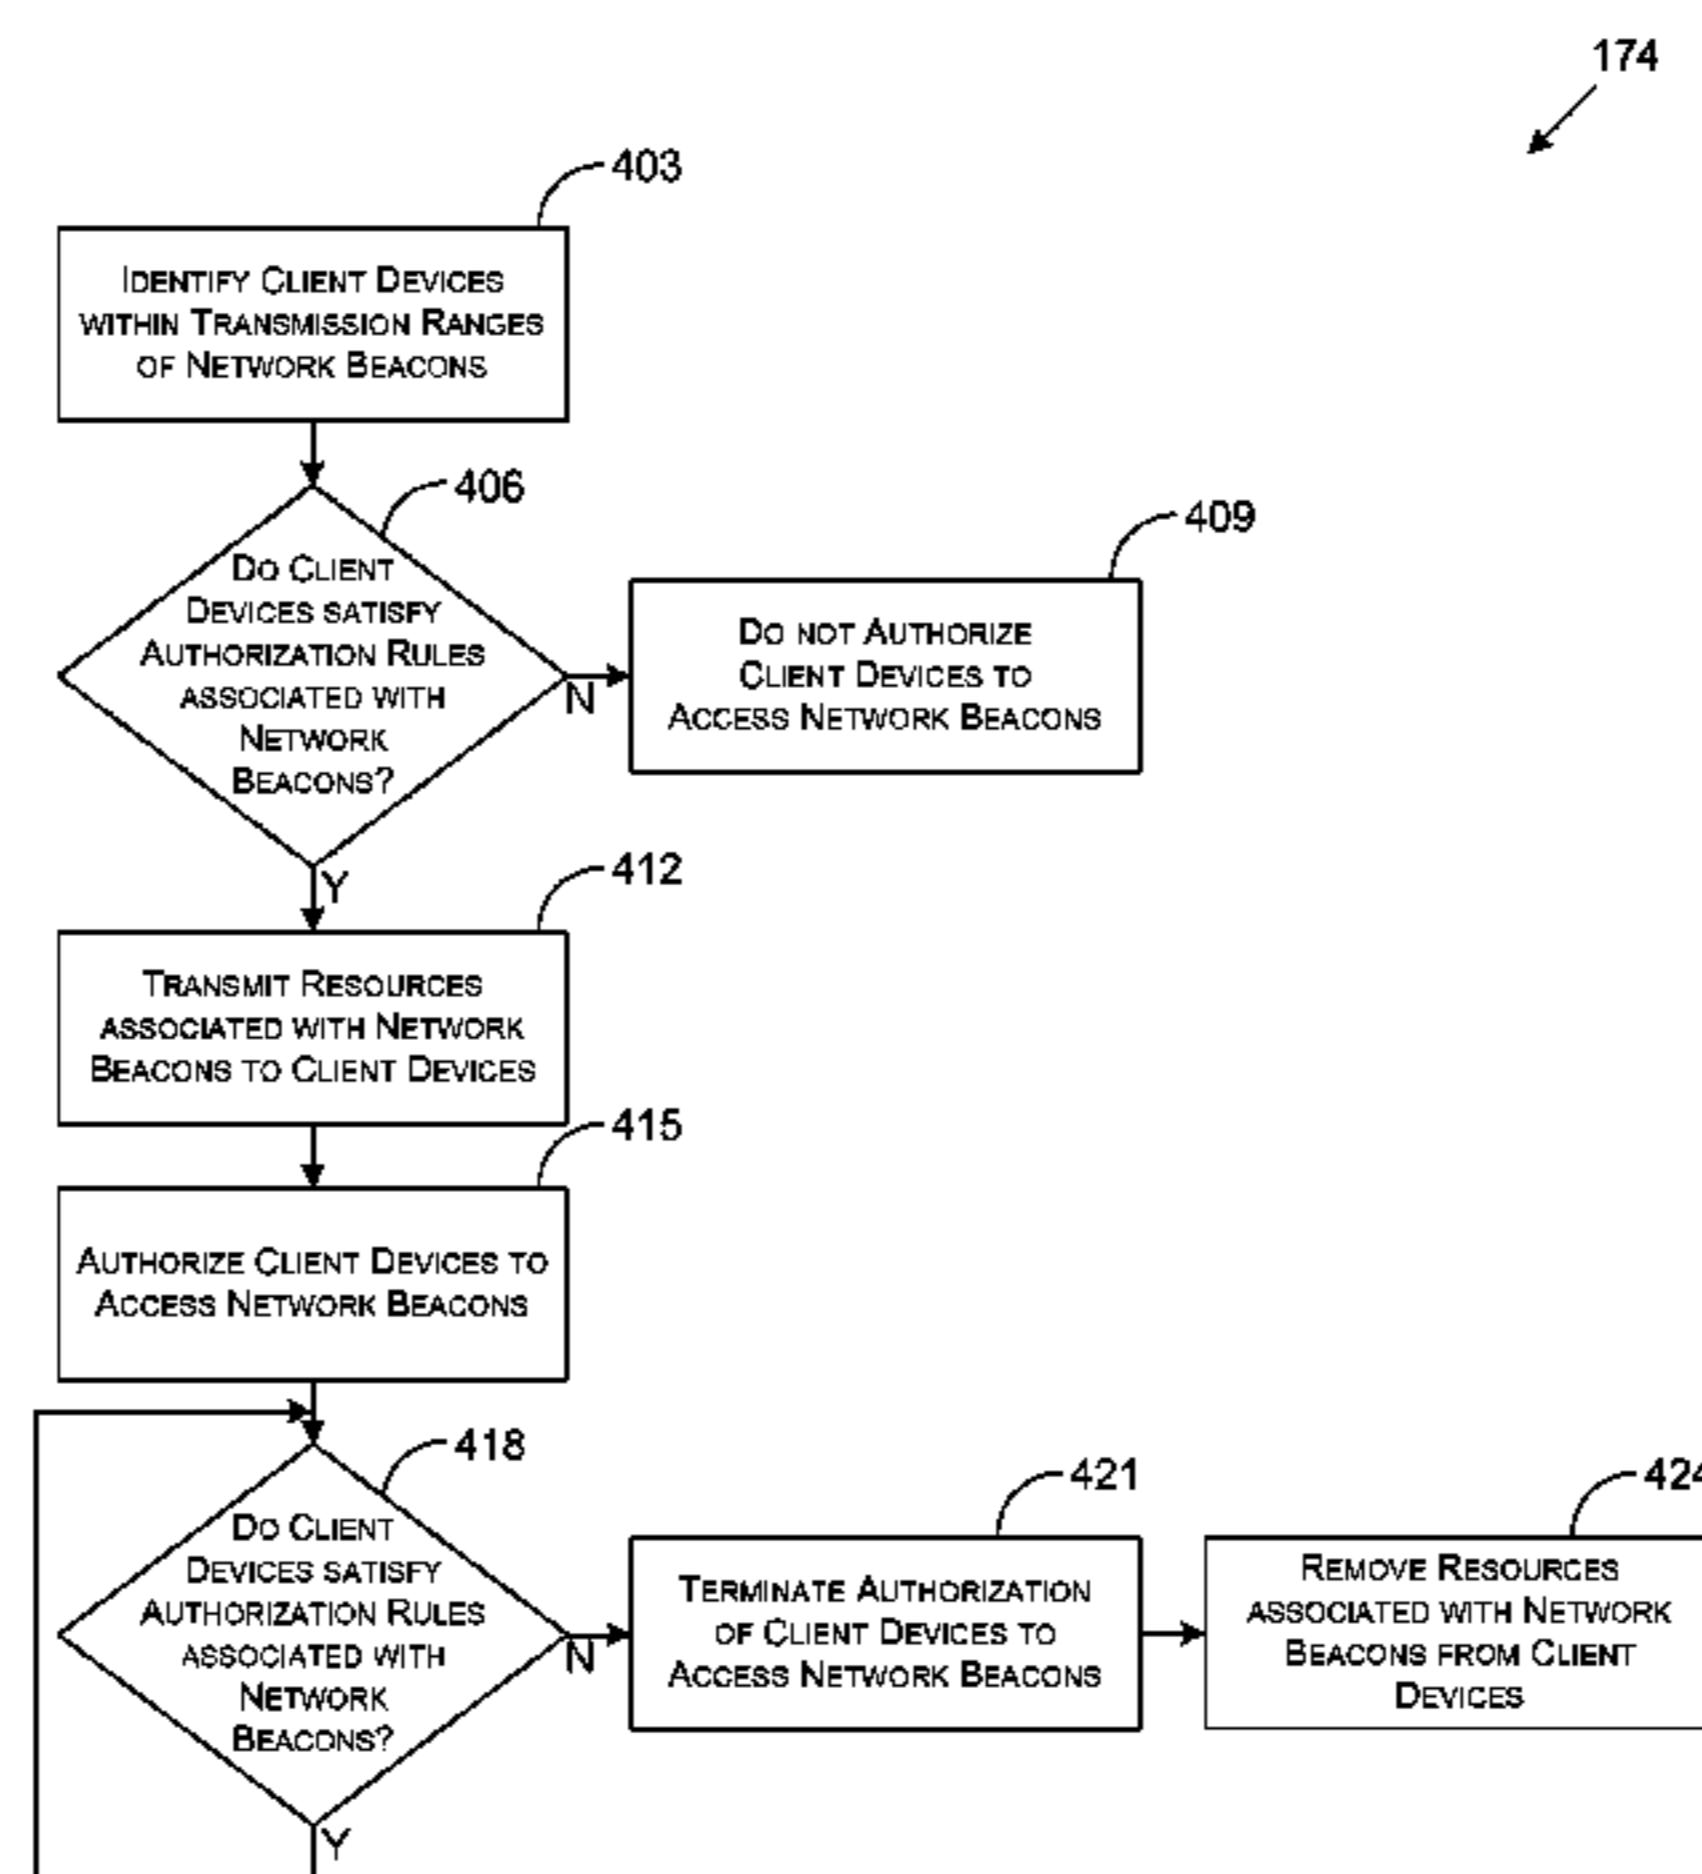 174
403
Identify Client Devices
within Transmission Ranges
of Network Beacons
406
Do Client
Devices satisfy
Authorization Rules
associated with
Network
Beacons?
N
409
Do not Authorize
Client Devices to
Access Network Beacons
Y
412
Transmit Resources
associated with Network
Beacons to Client Devices
415
Authorize Client Devices to
Access Network Beacons
418
Do Client
Devices satisfy
Authorization Rules
associated with
Network
Beacons?
N
421
Terminate Authorization
of Client Devices to
Access Network Beacons
424
Remove Resources
associated with Network
Beacons from Client
Devices
Y